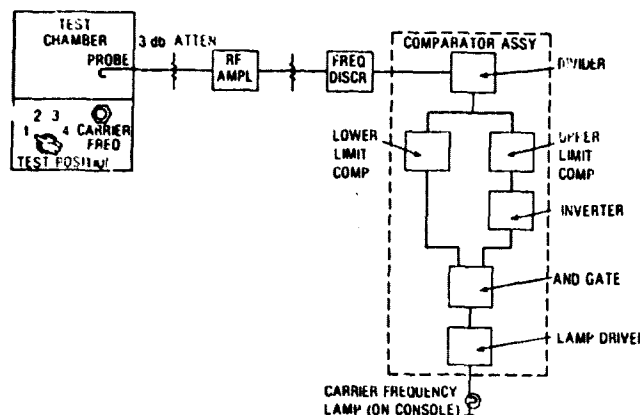 TEST
CHAMBER
PROBE
3 db ATTEN
RF
AMPL
FREQ
DISCR
COMPARATOR ASSY
DIVIDER
2 3
1 4
CARRIER
FREQ
TEST POSITION
LOWER
LIMIT
COMP
UPPER
LIMIT
COMP
INVERTER
AND GATE
LAMP DRIVER
CARRIER FREQUENCY
LAMP (ON CONSOLE)